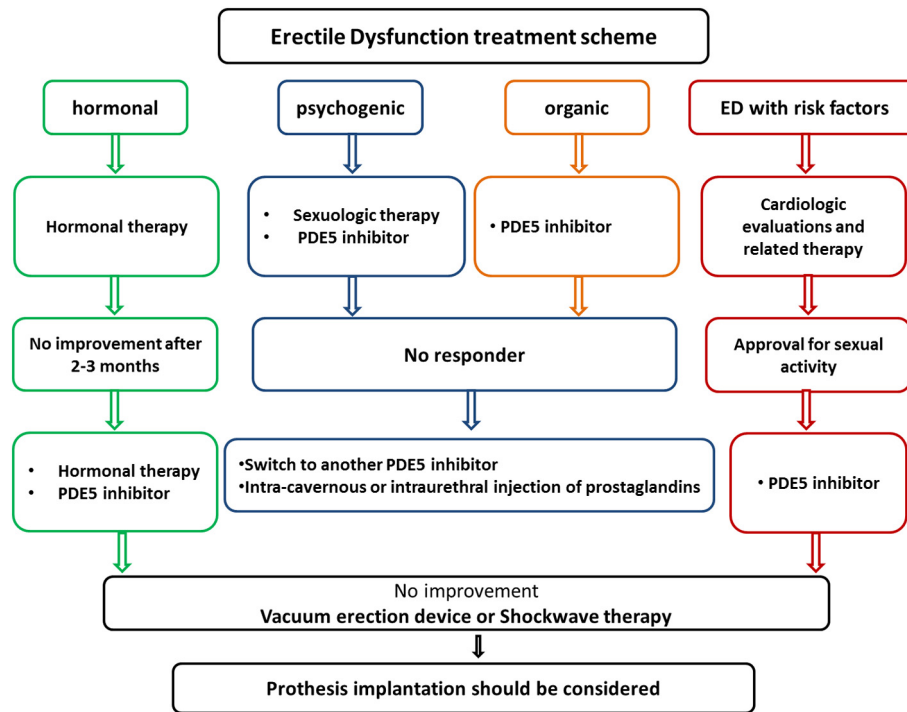 Erectile Dysfunction treatment scheme
hormonal
psychogenic
organic
ED with risk factors
Hormonal therapy
• Sexuologic therapy
• PDE5 inhibitor
• PDE5 inhibitor
Cardiologic
evaluations and
related therapy
No improvement after
2-3 months
No responder
Approval for sexual
activity
• Hormonal therapy
• PDE5 inhibitor
•Switch to another PDE5 inhibitor
•Intra-cavernous or intraurethral injection of prostaglandins
• PDE5 inhibitor
No improvement
Vacuum erection device or Shockwave therapy
Prothesis implantation should be considered